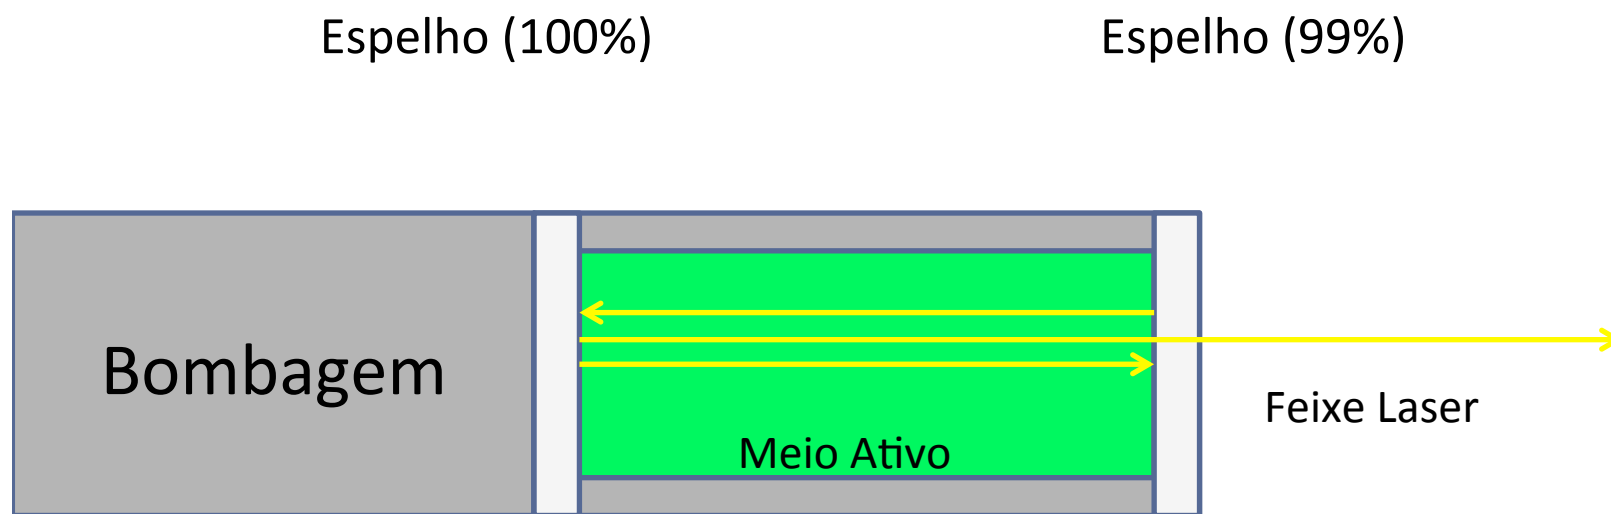 Espelho (100%)
Espelho (99%)
Bombagem
Feixe Laser
Meio Ativo